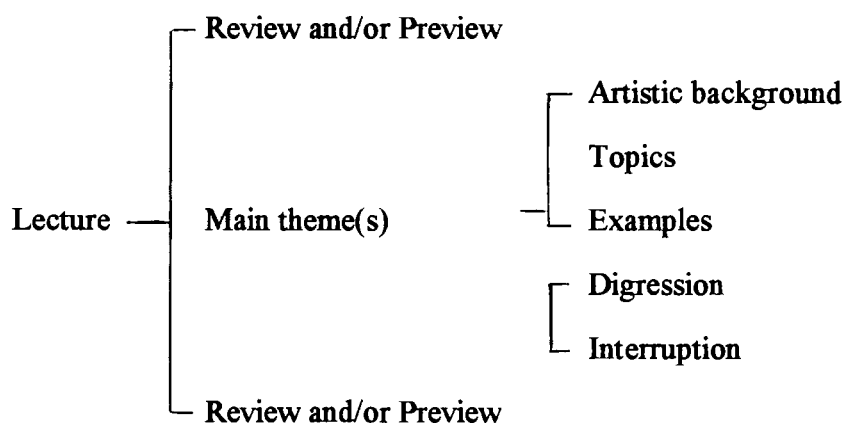 Review and/or Preview
Artistic background
Topics
Lecture
Main theme(s)
Examples
Digression
Interruption
Review and/or Preview